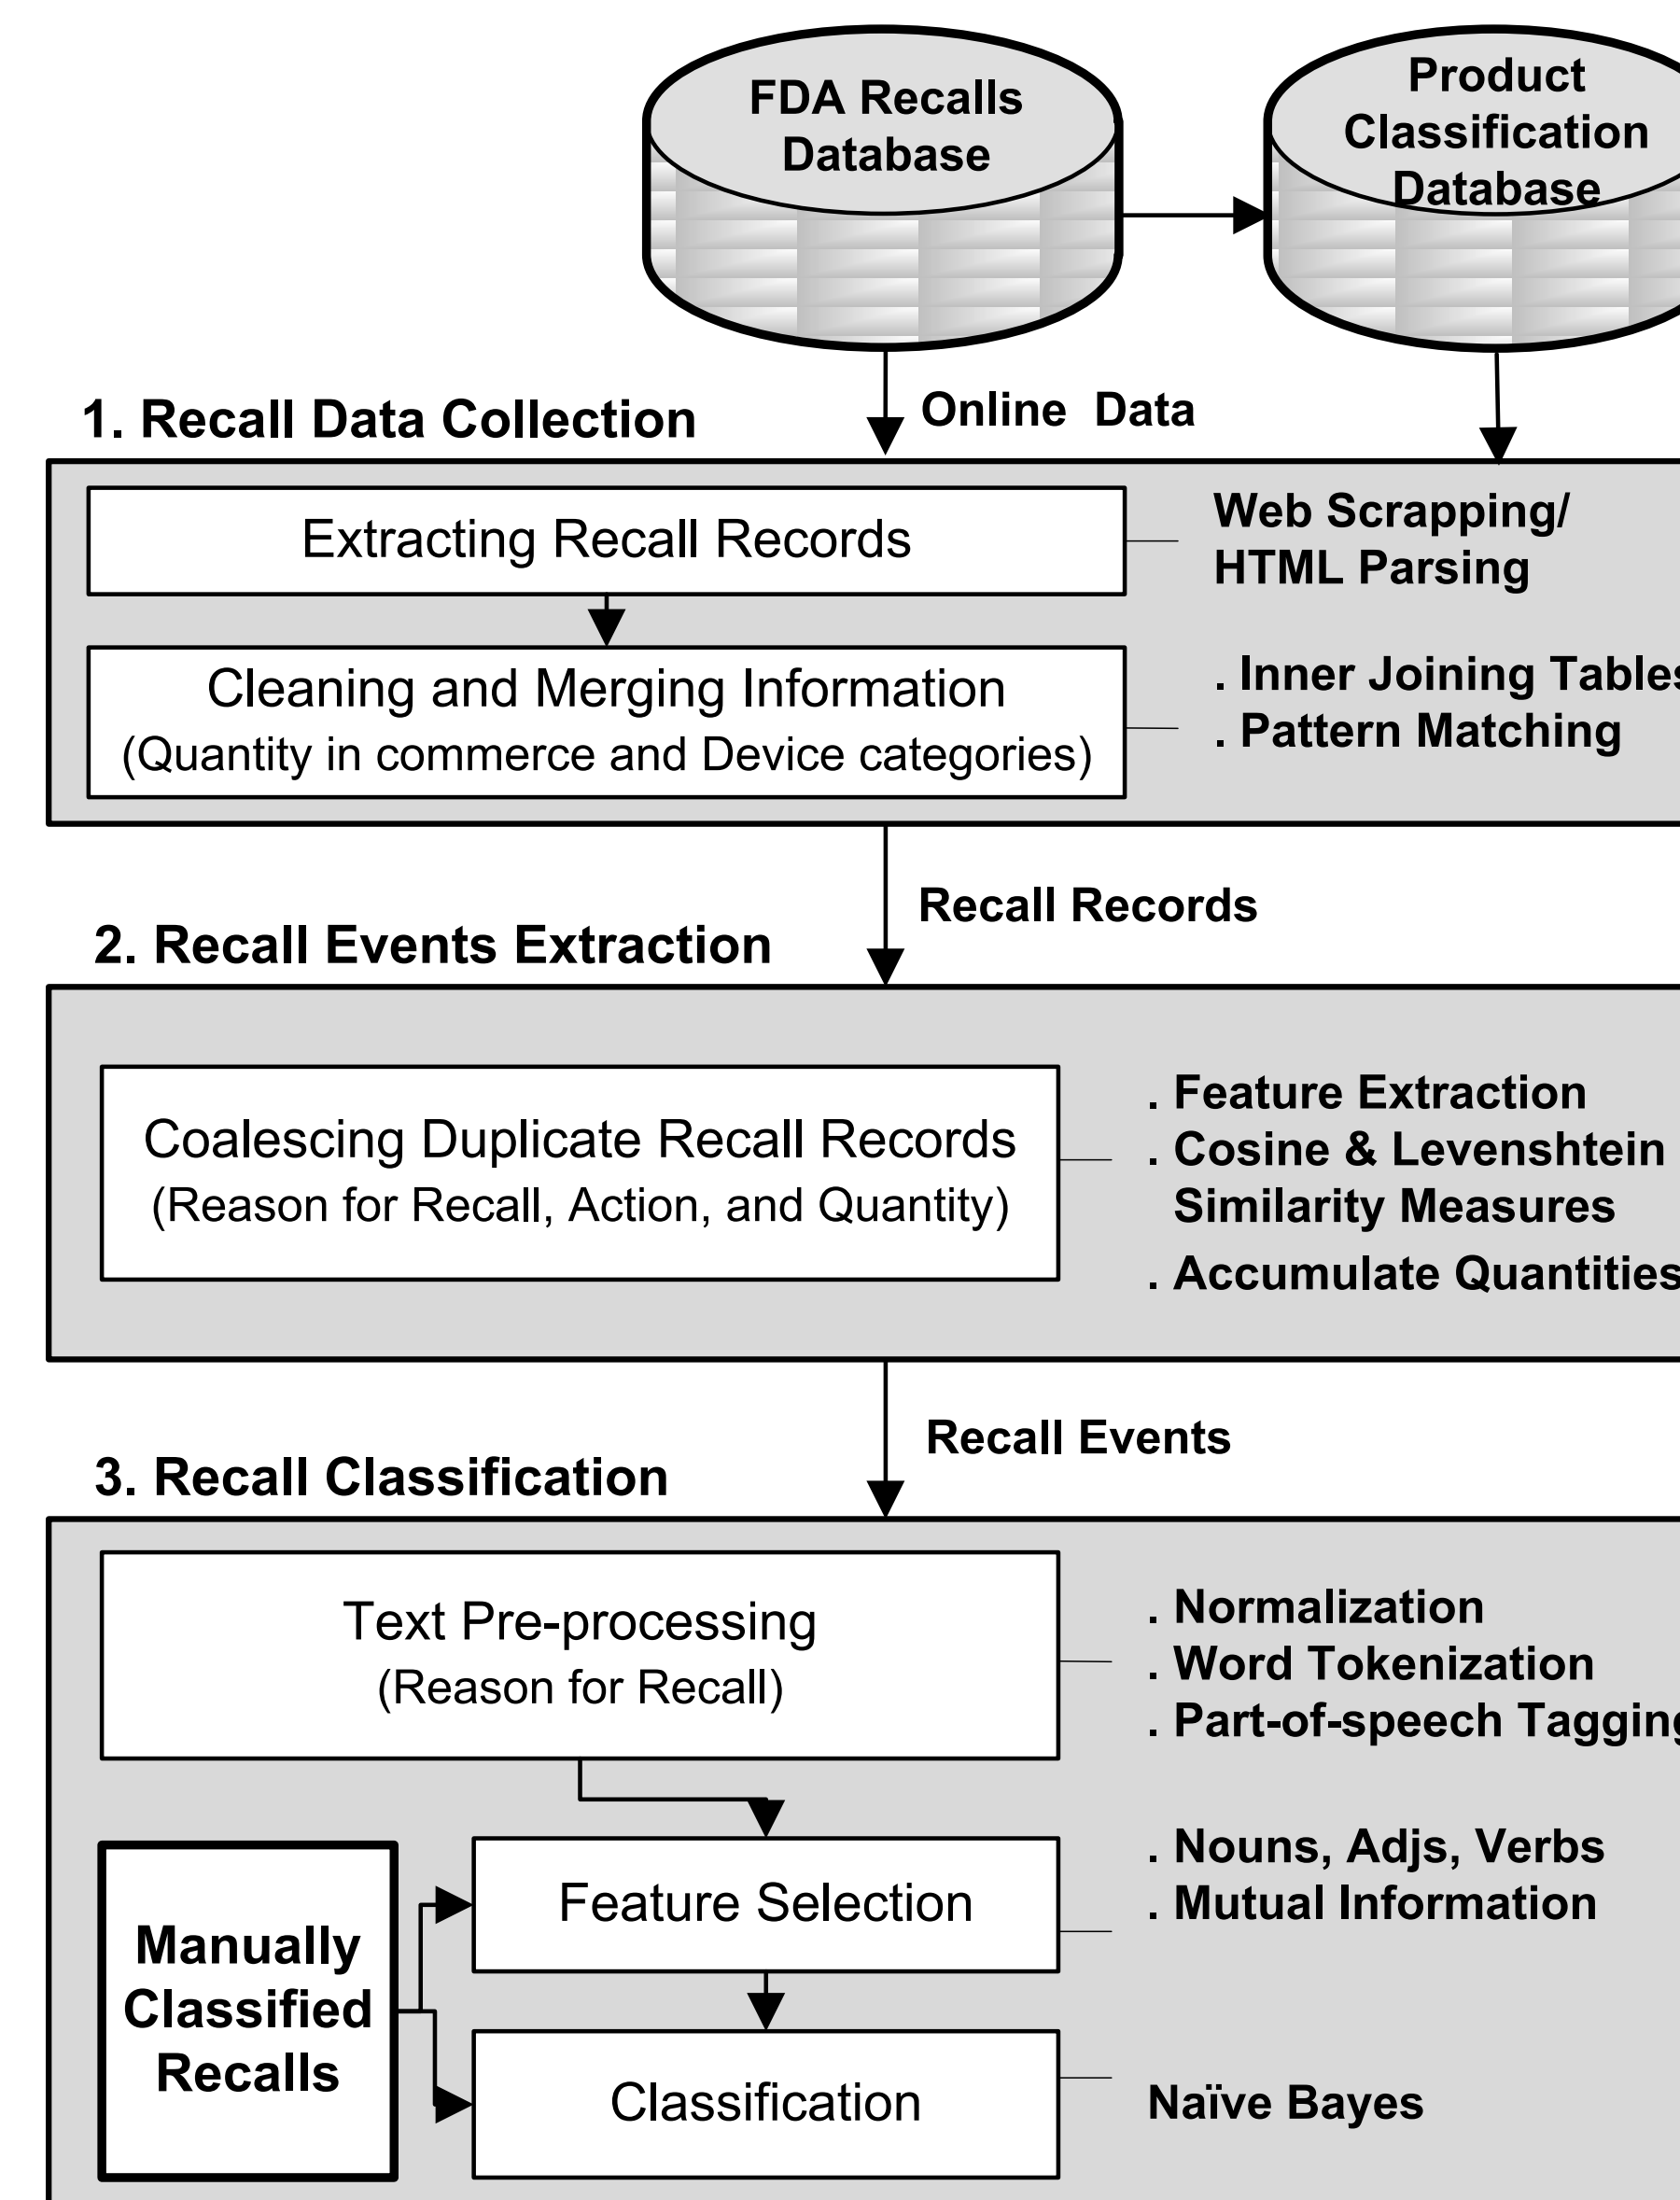 FDA Recalls
Database
Product
Classification
Database
1. Recall Data Collection
Online Data
Extracting Recall Records
Web Scrapping/
HTML Parsing
Cleaning and Merging Information
(Quantity in commerce and Device categories)
. Inner Joining Tables
. Pattern Matching
Recall Records
2. Recall Events Extraction
Coalescing Duplicate Recall Records
(Reason for Recall, Action, and Quantity)
. Feature Extraction
. Cosine & Levenshtein
Similarity Measures
. Accumulate Quantities
Recall Events
3. Recall Classification
Text Pre-processing
(Reason for Recall)
. Normalization
. Word Tokenization
. Part-of-speech Tagging
Manually
Classified
Recalls
Feature Selection
. Nouns, Adjs, Verbs
. Mutual Information
Classification
Naïve Bayes